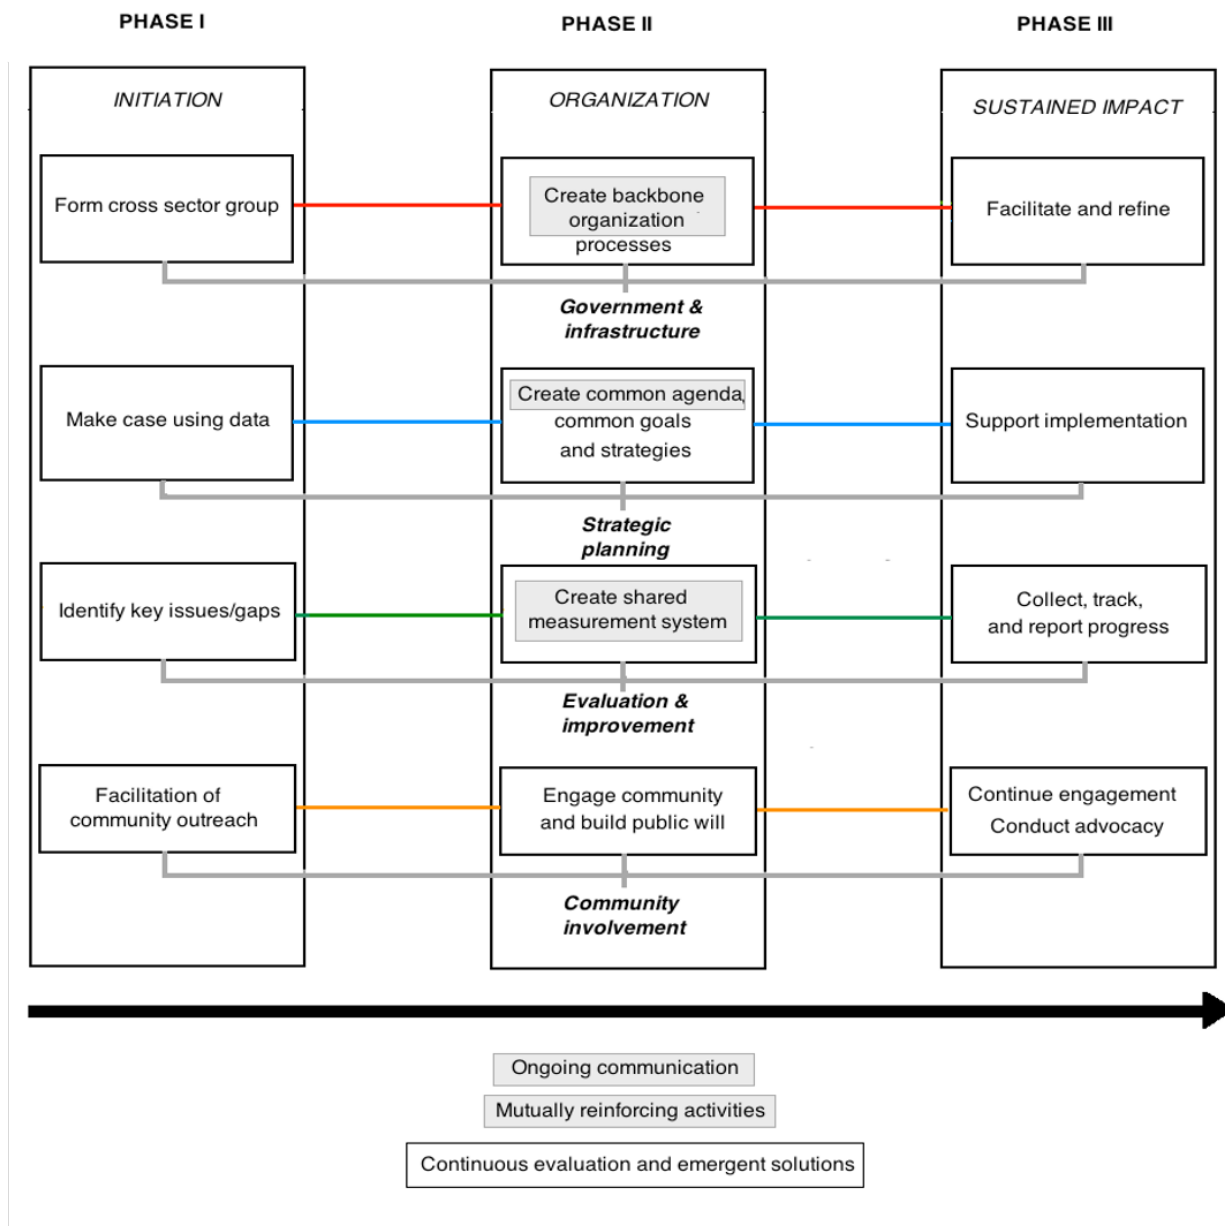 PHASE I
PHASE II
PHASE III
INITIATION
ORGANIZATION
SUSTAINED IMPACT
Form cross sector group
Create backbone
organization
processes
Facilitate and refine
Government &
infrastructure
Make case using data
Create common agenda,
common goals
and strategies
Support implementation
Strategic
planning
Identify key issues/gaps
Create shared
measurement system
Collect, track,
and report progress
Evaluation &
improvement
Facilitation of
community outreach
Engage community
and build public will
Continue engagement
Conduct advocacy
Community
involvement
Ongoing communication
Mutually reinforcing activities
Continuous evaluation and emergent solutions